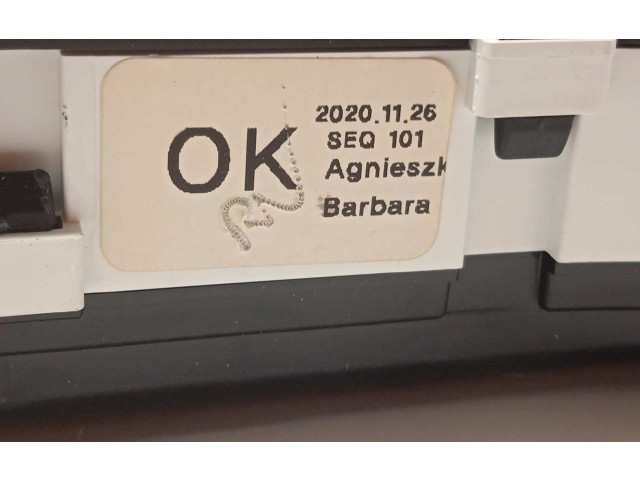 OK
2020.11.26
SEQ 101
Agnieszk
Barbara